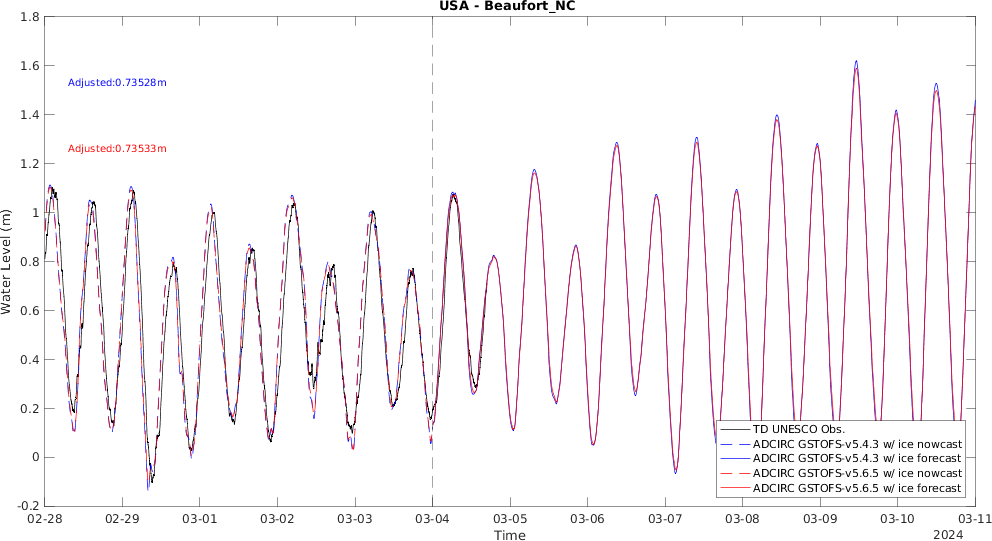 USA - Beaufort_NC
1.8
1.6
1.4
1.2
1
0.8
0.6
0.4
0.2
0
-0.2
Water Level (m)
Adjusted:0.73528m
Adjusted:0.73533m
TD UNESCO Obs.
ADCIRC GSTOFS-v5.4.3 w/ ice nowcast
ADCIRC GSTOFS-v5.4.3 w/ ice forecast
ADCIRC GSTOFS-v5.6.5 w/ ice nowcast
ADCIRC GSTOFS-v5.6.5 w/ ice forecast
02-28 02-29 03-01 03-02 03-03 03-04 03-05 03-06 03-07 03-08 03-09 03-10 03-11
Time
2024